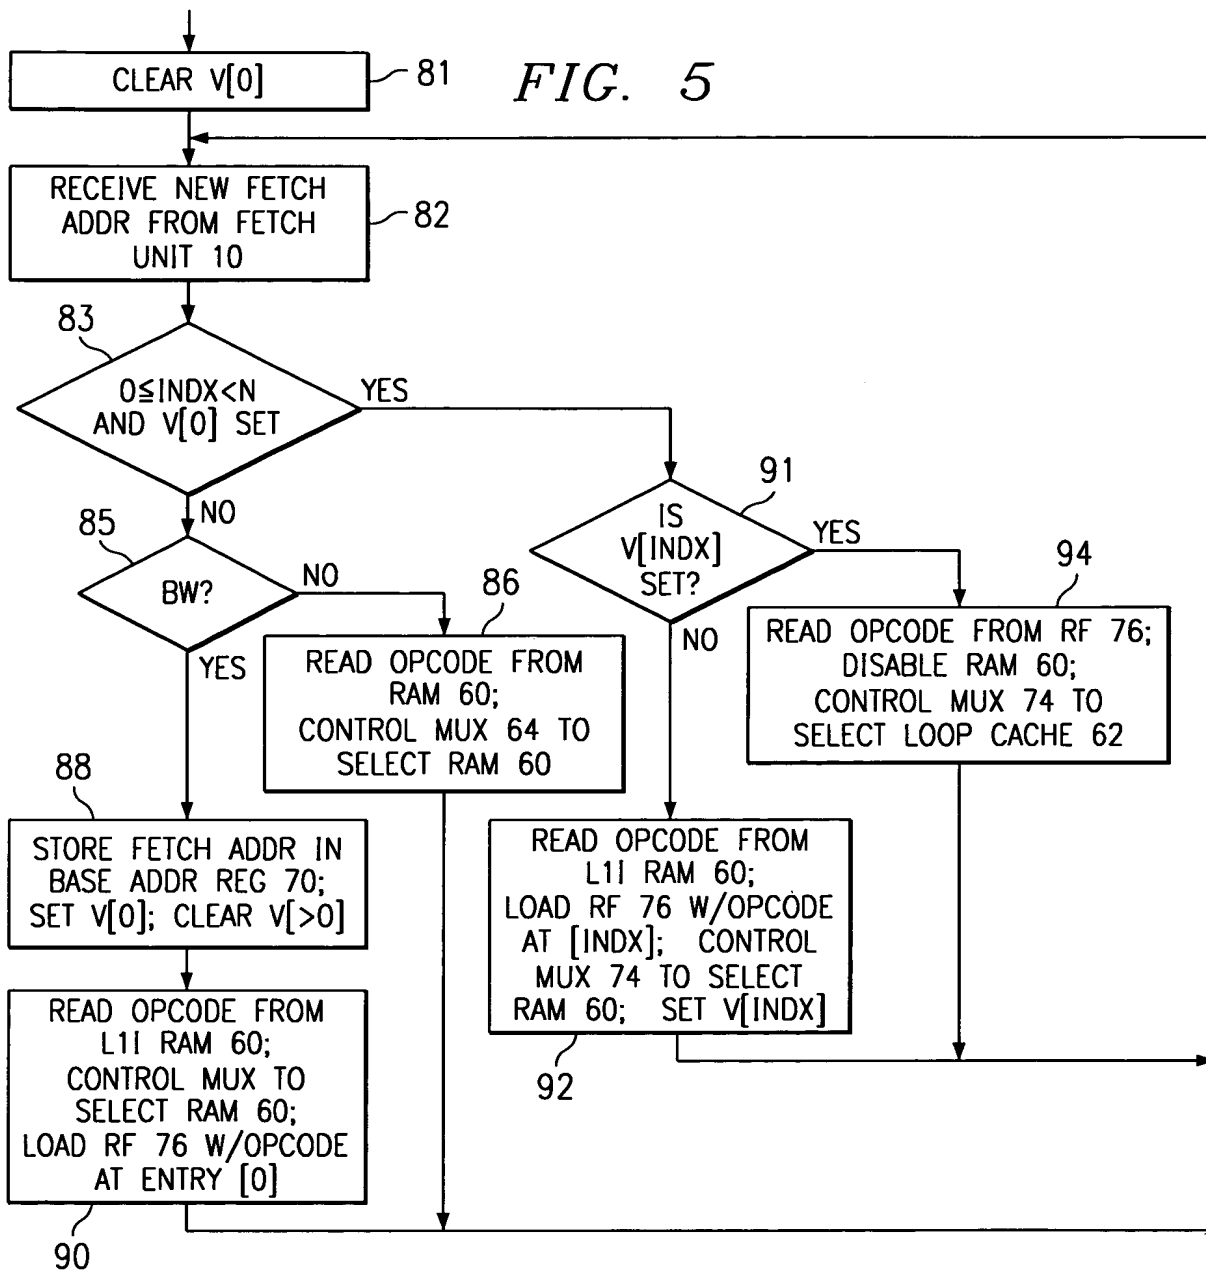 CLEAR V[0]
81
FIG. 5
RECEIVE NEW FETCH
ADDR FROM FETCH
UNIT 10
82
83
0≦INDX<N
AND V[0] SET
YES
NO
91
IS
V[INDX]
SET?
YES
NO
85
BW?
NO
YES
86
READ OPCODE FROM
RAM 60;
CONTROL MUX 64 TO
SELECT RAM 60
94
READ OPCODE FROM RF 76;
DISABLE RAM 60;
CONTROL MUX 74 TO
SELECT LOOP CACHE 62
88
STORE FETCH ADDR IN
BASE ADDR REG 70;
SET V[0]; CLEAR V[>0]
READ OPCODE FROM
L1I RAM 60;
LOAD RF 76 W/OPCODE
AT [INDX]; CONTROL
MUX 74 TO SELECT
RAM 60; SET V[INDX]
92
READ OPCODE FROM
L1I RAM 60;
CONTROL MUX TO
SELECT RAM 60;
LOAD RF 76 W/OPCODE
AT ENTRY [0]
90